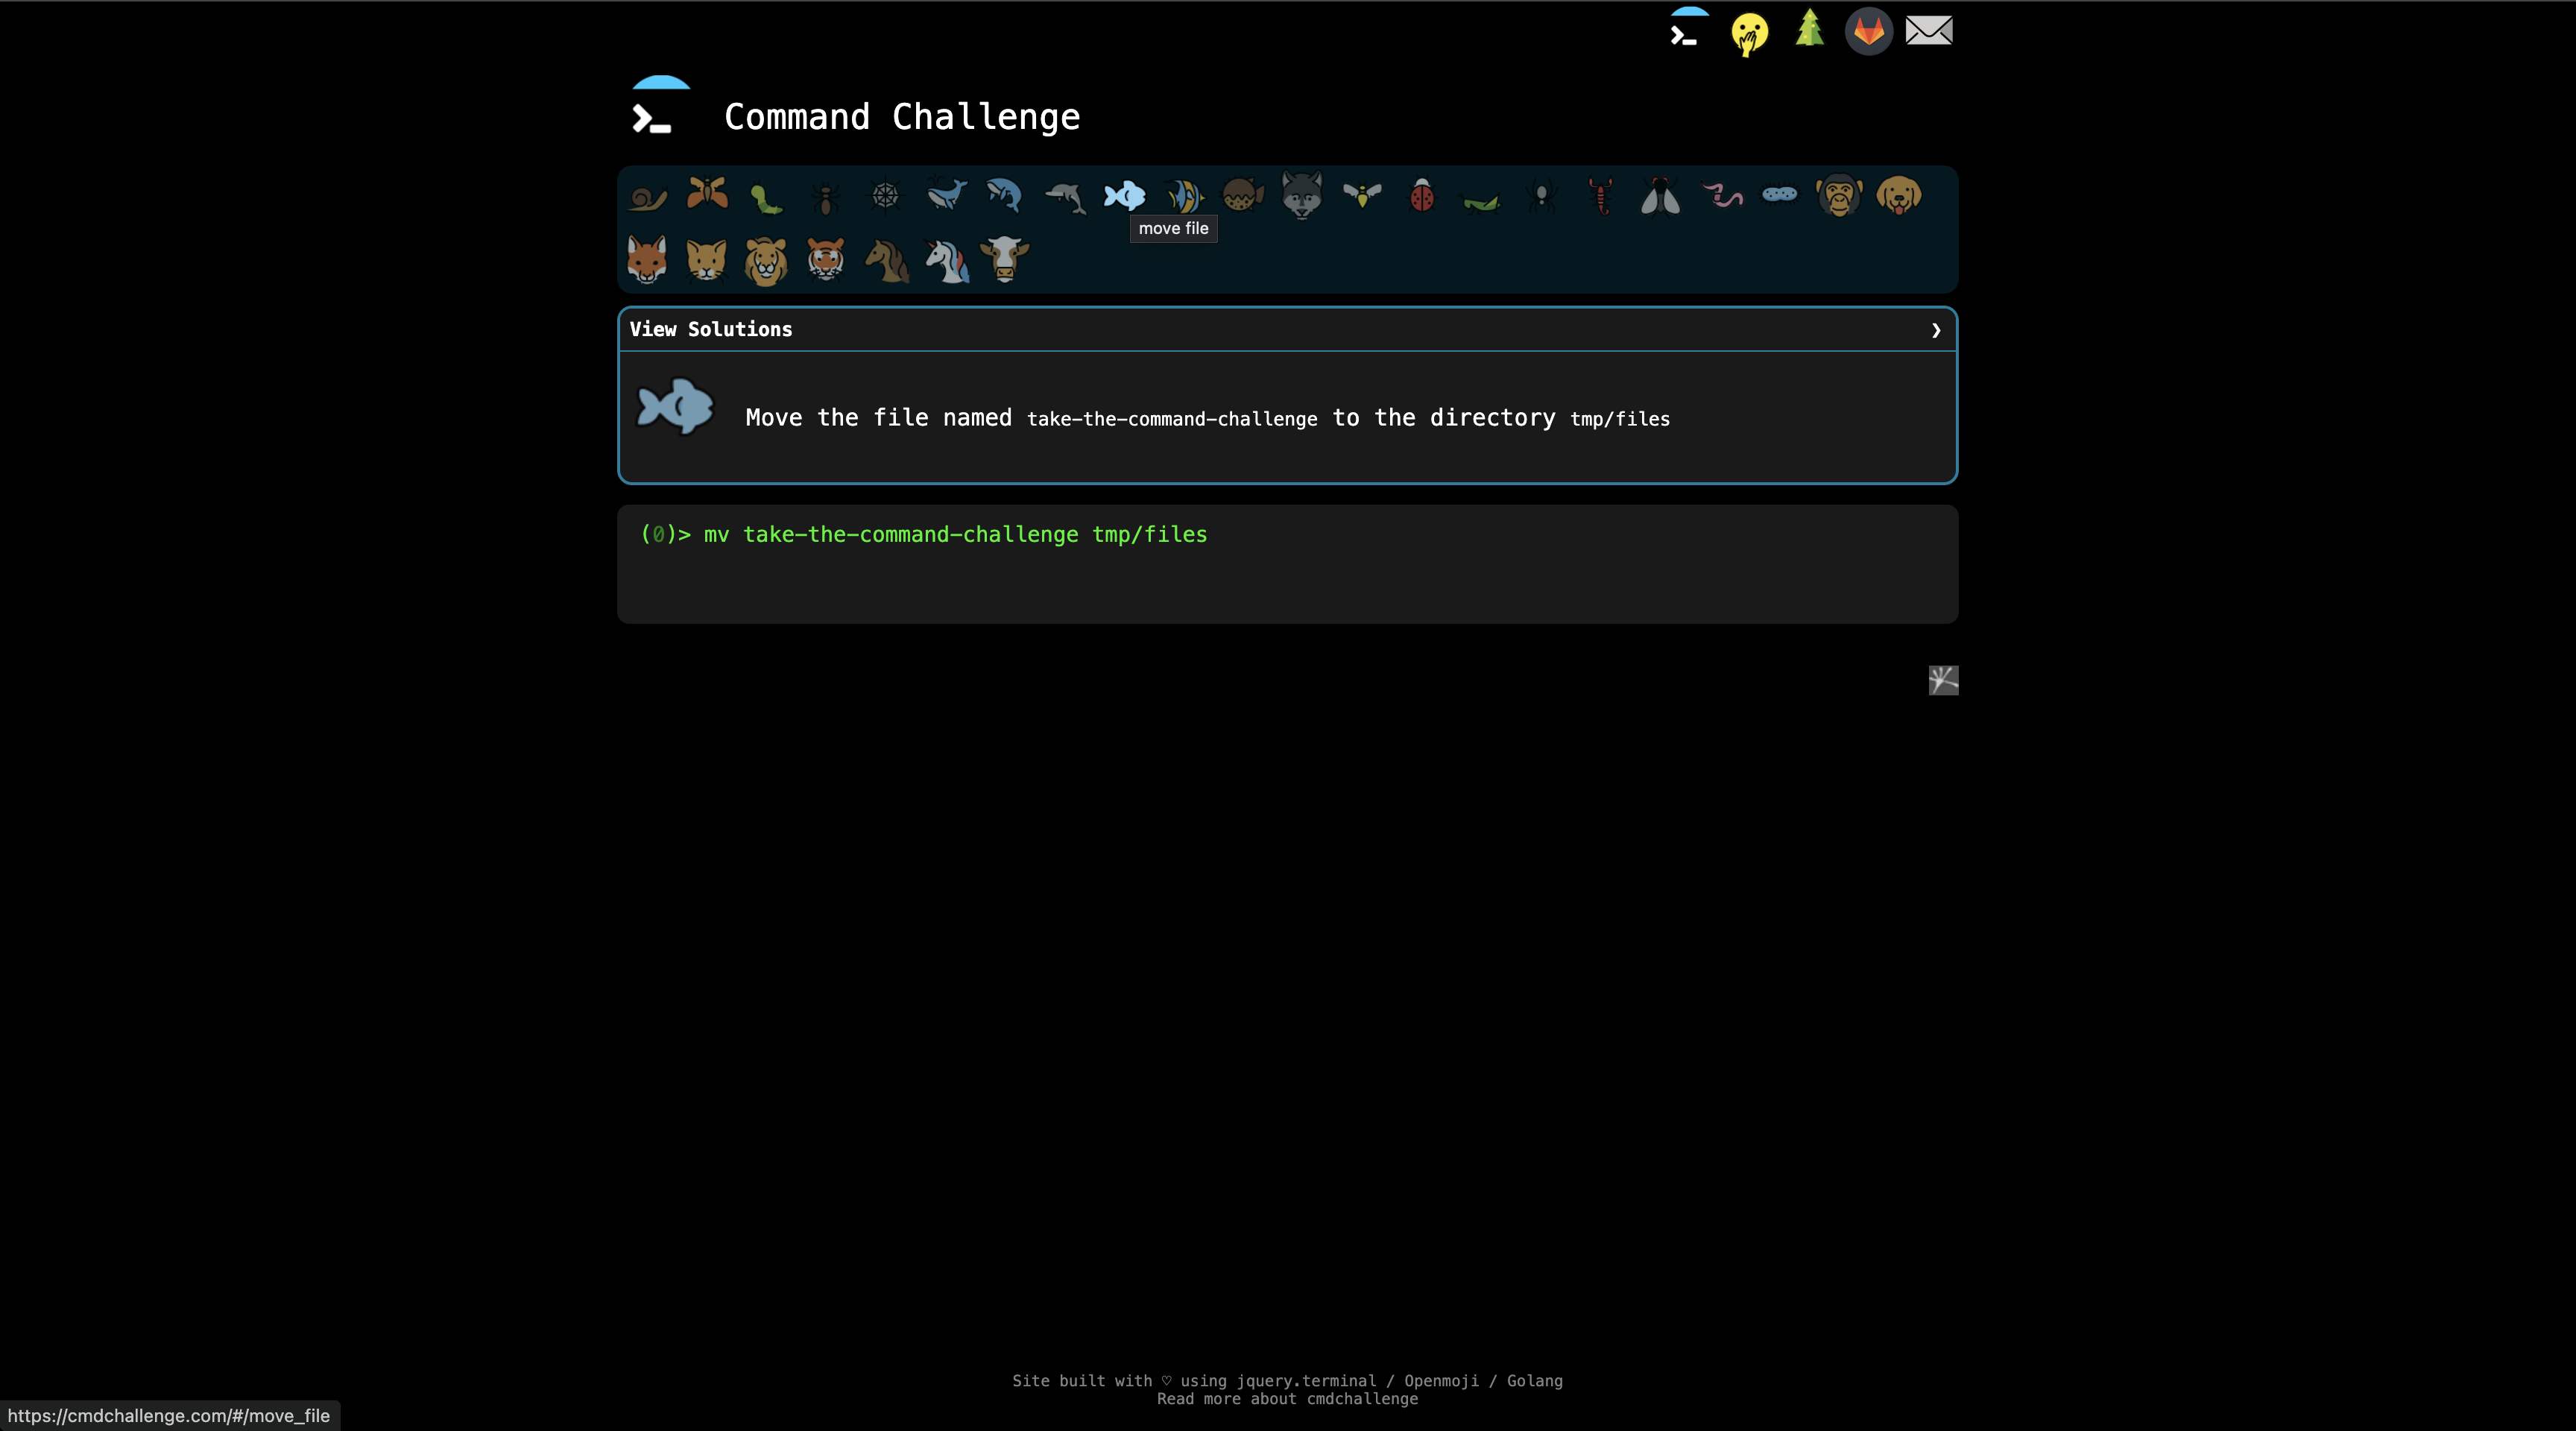 Command Challenge
move file
View Solutions ❯
Move the file named take-the-command-challenge to the directory tmp/files
(0)> mv take-the-command-challenge tmp/files
Site built with ♡ using jquery.terminal / Openmoji / Golang
Read more about cmdchallenge
https://cmdchallenge.com/#/move_file